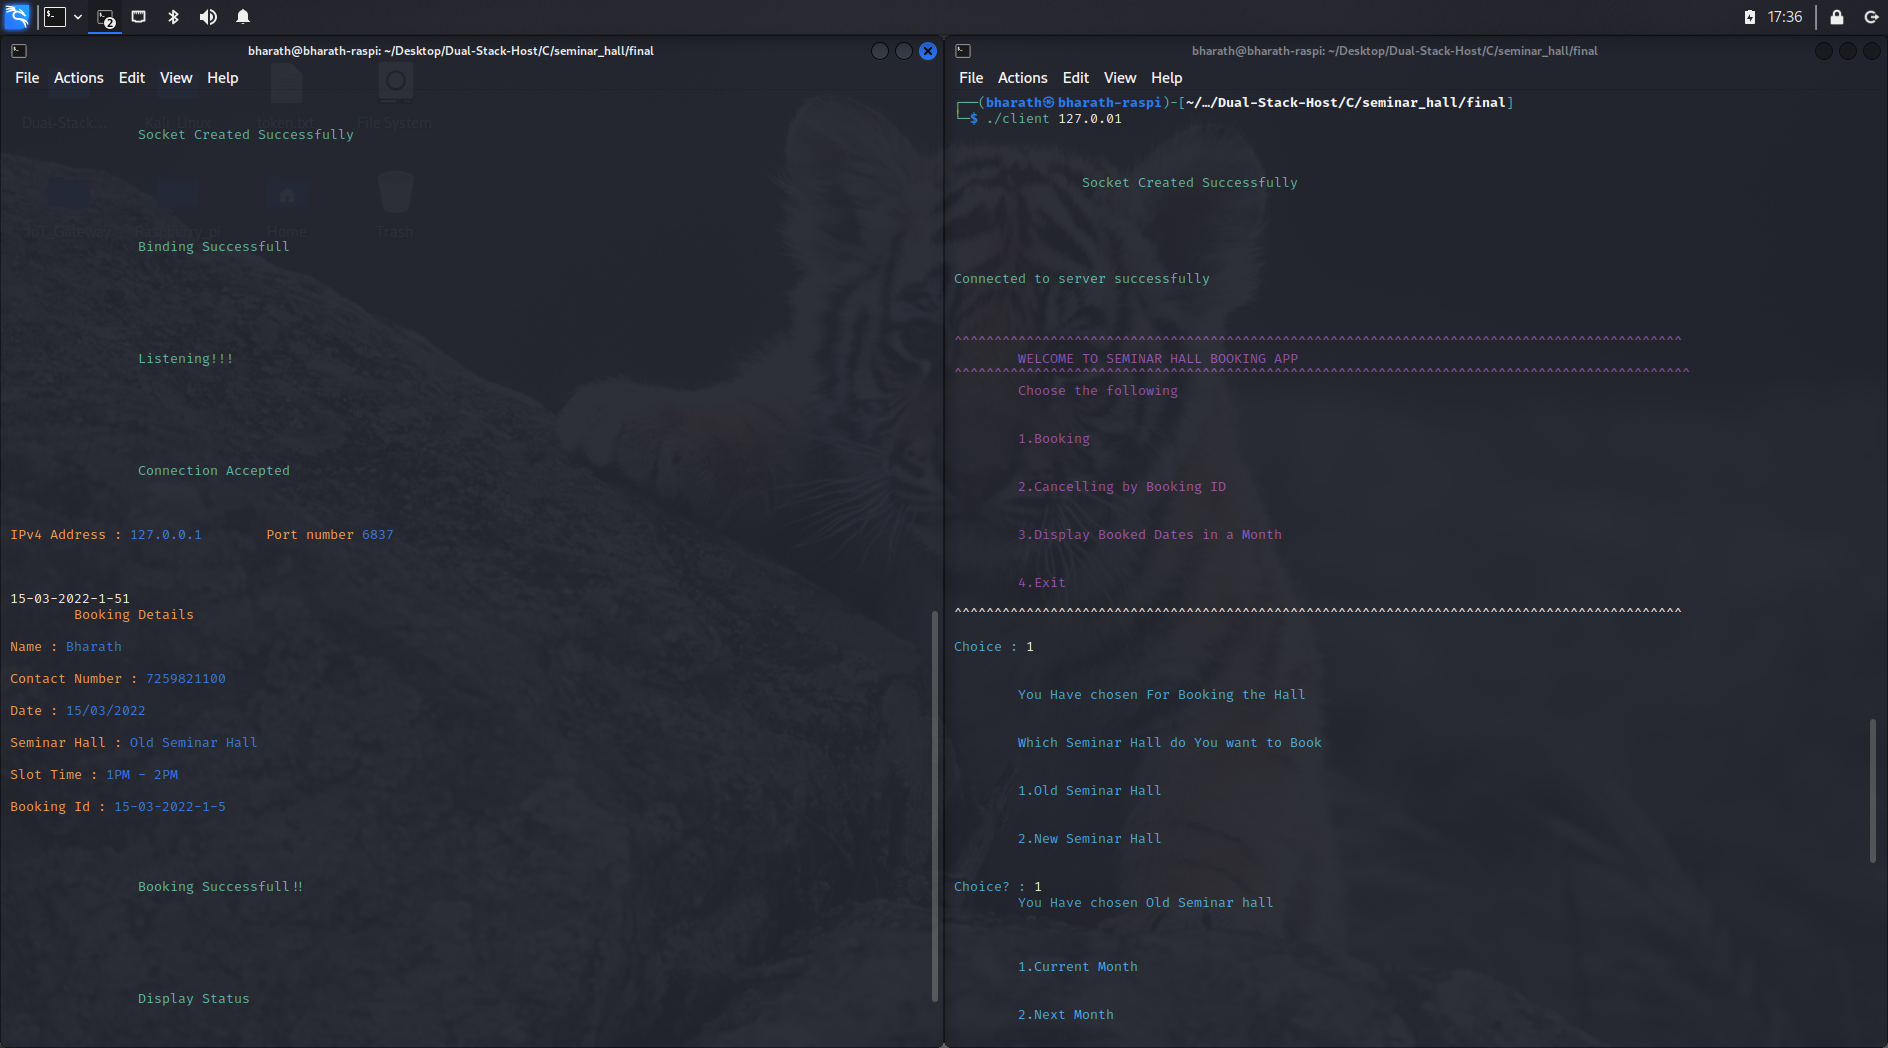 17:36
bharath@bharath-raspi: ~/Desktop/Dual-Stack-Host/C/seminar_hall/final
File Actions Edit View Help
Dual-Stack... Kali_Linux token.txt File System
Socket Created Successfully
IoT_Gateway Raspberry_pi Home Trash
Binding Successfull
Listening!!!
Connection Accepted
IPv4 Address : 127.0.0.1 Port number 6837
15-03-2022-1-51
Booking Details
Name : Bharath
Contact Number : 7259821100
Date : 15/03/2022
Seminar Hall : Old Seminar Hall
Slot Time : 1PM - 2PM
Booking Id : 15-03-2022-1-5
Booking Successfull!!
Display Status
bharath@bharath-raspi: ~/Desktop/Dual-Stack-Host/C/seminar_hall/final
File Actions Edit View Help
┌──(bharath㉿bharath-raspi)-[~/…/Dual-Stack-Host/C/seminar_hall/final]
└─$ ./client 127.0.01
Socket Created Successfully
Connected to server successfully
^^^^^^^^^^^^^^^^^^^^^^^^^^^^^^^^^^^^^^^^^^^^^^^^^^^^^^^^^^^^^^^^^^^^^^^^^^^^^^^^^^^^^^^^^^^
WELCOME TO SEMINAR HALL BOOKING APP
^^^^^^^^^^^^^^^^^^^^^^^^^^^^^^^^^^^^^^^^^^^^^^^^^^^^^^^^^^^^^^^^^^^^^^^^^^^^^^^^^^^^^^^^^^^^
Choose the following
1.Booking
2.Cancelling by Booking ID
3.Display Booked Dates in a Month
4.Exit
^^^^^^^^^^^^^^^^^^^^^^^^^^^^^^^^^^^^^^^^^^^^^^^^^^^^^^^^^^^^^^^^^^^^^^^^^^^^^^^^^^^^^^^^^^^
Choice : 1
You Have chosen For Booking the Hall
Which Seminar Hall do You want to Book
1.Old Seminar Hall
2.New Seminar Hall
Choice? : 1
You Have chosen Old Seminar hall
1.Current Month
2.Next Month